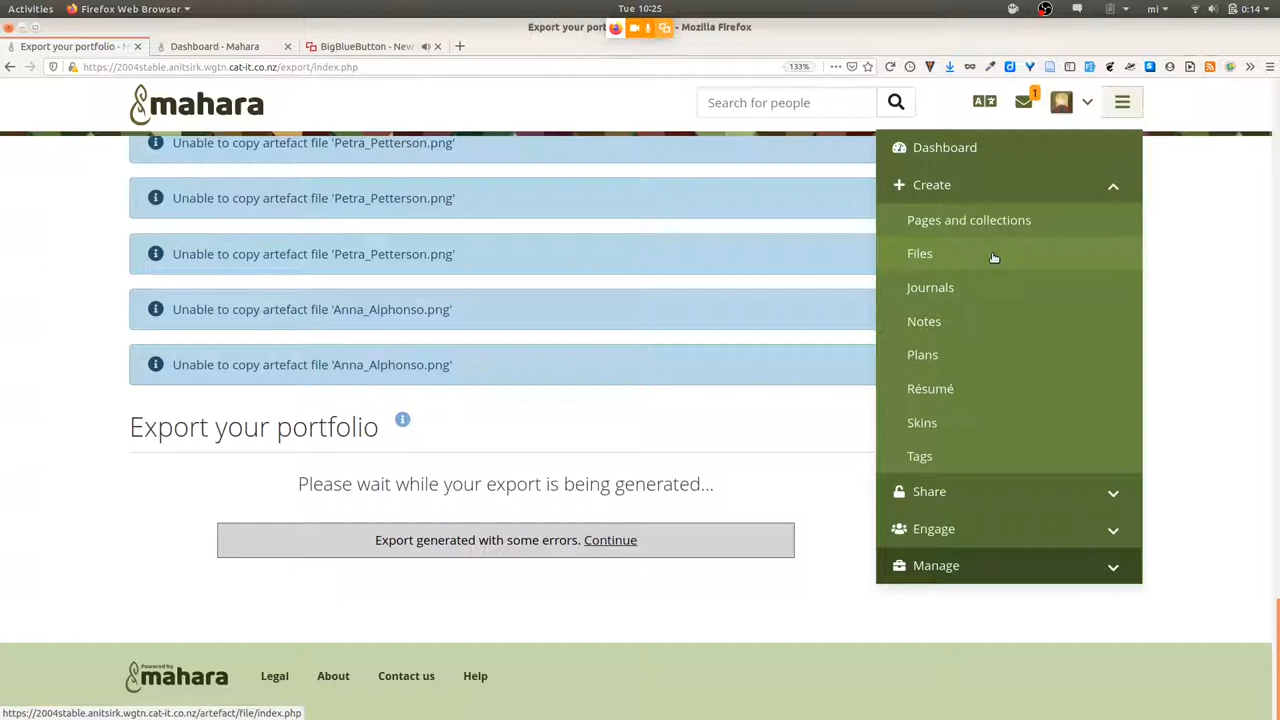 Activities Firefox Web Browser Tue 10:25 mi 0:14
Export your port - Mozilla Firefox
Export your portfolio - M Dashboard - Mahara BigBlueButton - New
https://2004stable.anitsirk.wgtn.cat-it.co.nz/export/index.php 133%
mahara Search for people 1
Unable to copy artefact file 'Petra_Petterson.png'
Unable to copy artefact file 'Petra_Petterson.png'
Unable to copy artefact file 'Petra_Petterson.png'
Unable to copy artefact file 'Anna_Alphonso.png'
Unable to copy artefact file 'Anna_Alphonso.png'
Export your portfolio
Please wait while your export is being generated...
Export generated with some errors. Continue
Dashboard
Create
Pages and collections
Files
Journals
Notes
Plans
Résumé
Skins
Tags
Share
Engage
Manage
Powered by
mahara Legal About Contact us Help
https://2004stable.anitsirk.wgtn.cat-it.co.nz/artefact/file/index.php